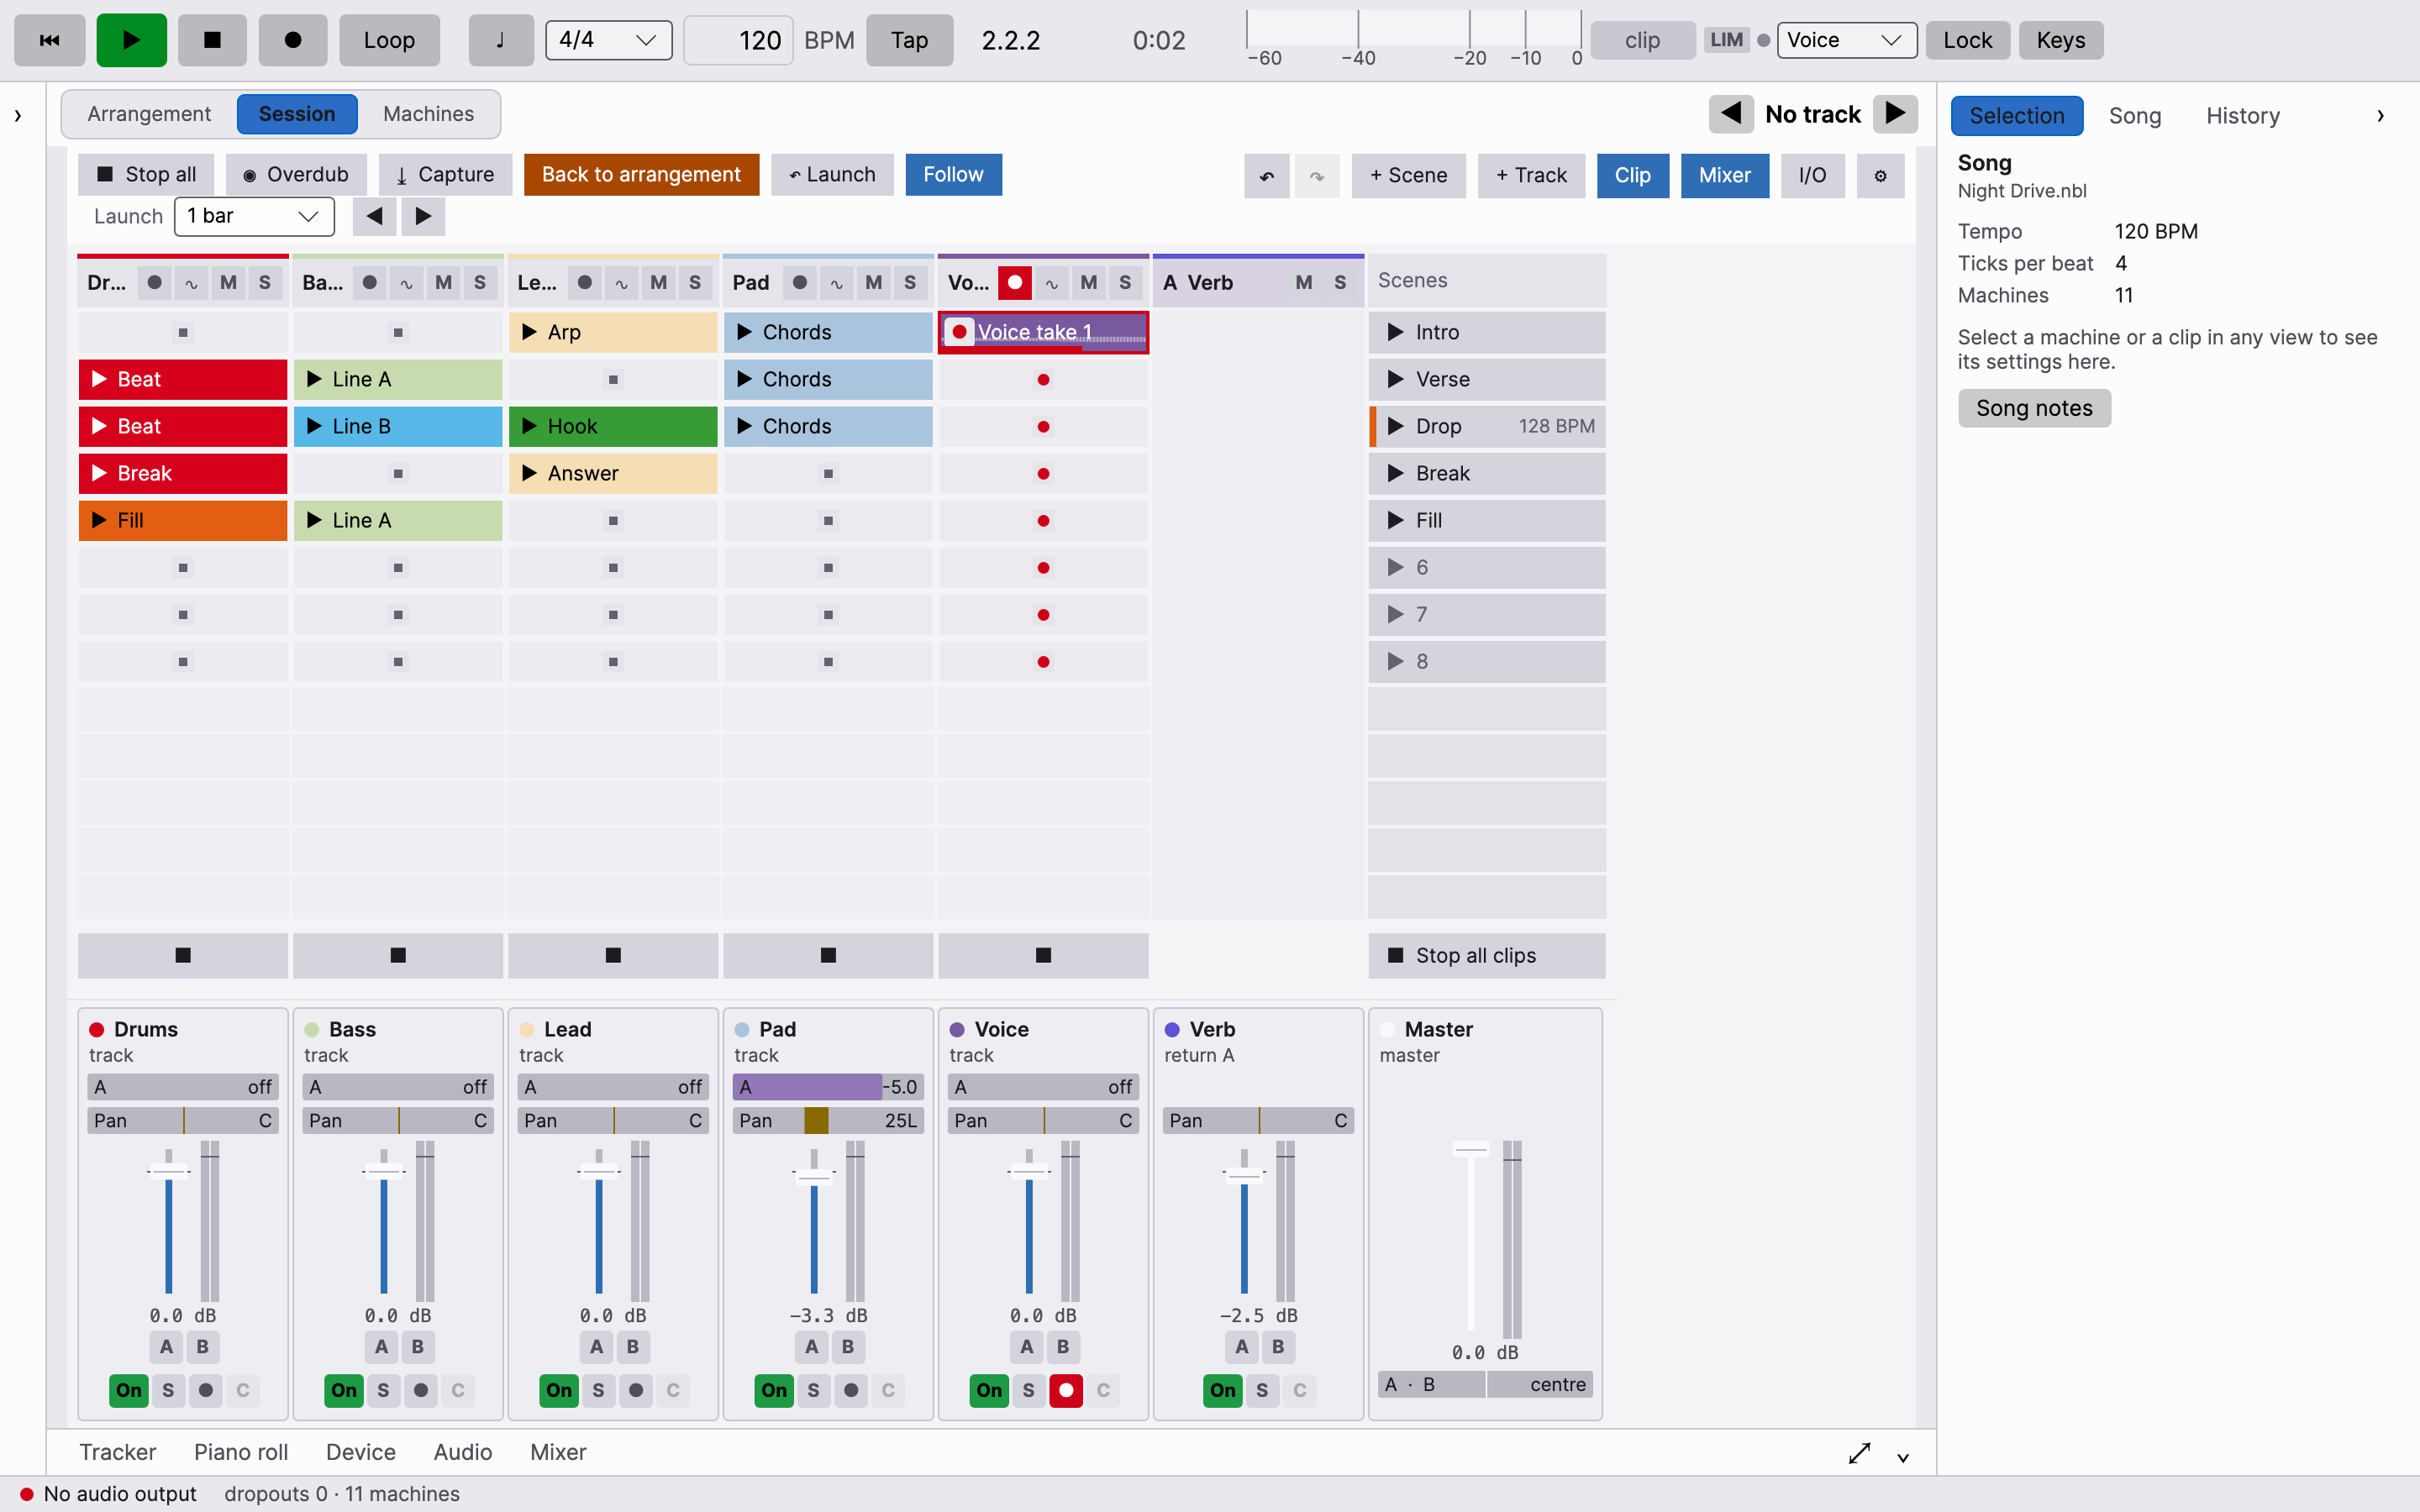 Loop
4/4
120 BPM
Tap
2.2.2
0:02
−60 −40 −20 −10 0
clip
LIM
Voice
Lock
Keys
Arrangement
Session
Machines
No track
Selection
Song
History
Stop all
Overdub
Capture
Back to arrangement
Launch
Follow
+ Scene
+ Track
Clip
Mixer
I/O
Launch 1 bar
Song
Night Drive.nbl
Tempo 120 BPM
Ticks per beat 4
Machines 11
Select a machine or a clip in any view to see
its settings here.
Song notes
Dr... M S
Ba... M S
Le... M S
Pad M S
Vo... M S
A Verb M S
Scenes
Arp Chords Voice take 1 Intro
Beat Line A Chords Verse
Beat Line B Hook Chords Drop 128 BPM
Break Answer Break
Fill Line A Fill
6
7
8
Stop all clips
Drums Bass Lead Pad Voice Verb Master
track track track track track return A master
A off A off A off A -5.0 A off
Pan C Pan C Pan C Pan 25L Pan C Pan C
0.0 dB 0.0 dB 0.0 dB −3.3 dB 0.0 dB −2.5 dB
A B A B A B A B A B A B
0.0 dB
A · B centre
On S C On S C On S C On S C On S C On S C
Tracker Piano roll Device Audio Mixer
No audio output dropouts 0 · 11 machines